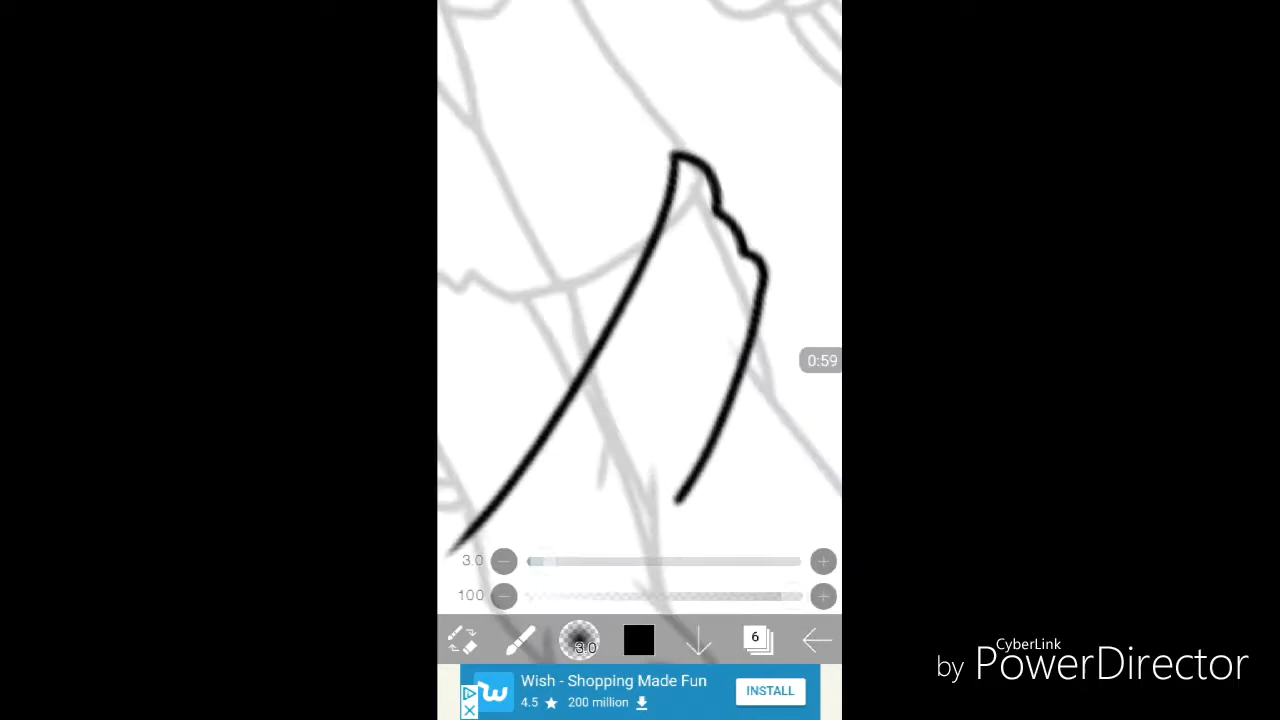 0:59
3.0
100
3.0
6
Wish - Shopping Made Fun
4.5 ★ 200 million
INSTALL
CyberLink
by PowerDirector